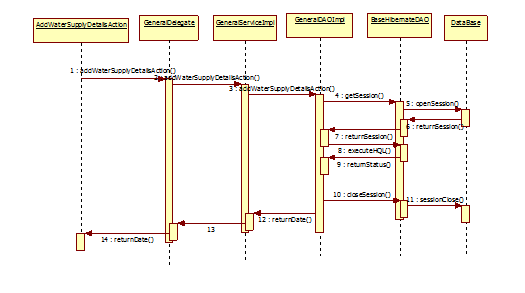 AddWaterSupplyDetailsAction
GeneralDelegate
GeneralServiceImpl
GeneralDAOImpl
BaseHibernateDAO
DataBase
1 : addWaterSupplyDetailsAction()
2 : addWaterSupplyDetailsAction()
3 : addWaterSupplyDetailsAction()
4 : getSession()
5 : openSession()
6 : returnSession()
7 : returnSession()
8 : executeHQL()
9 : returnStatus()
10 : closeSession()
11 : sessionClose()
12 : returnDate()
13
14 : returnDate()